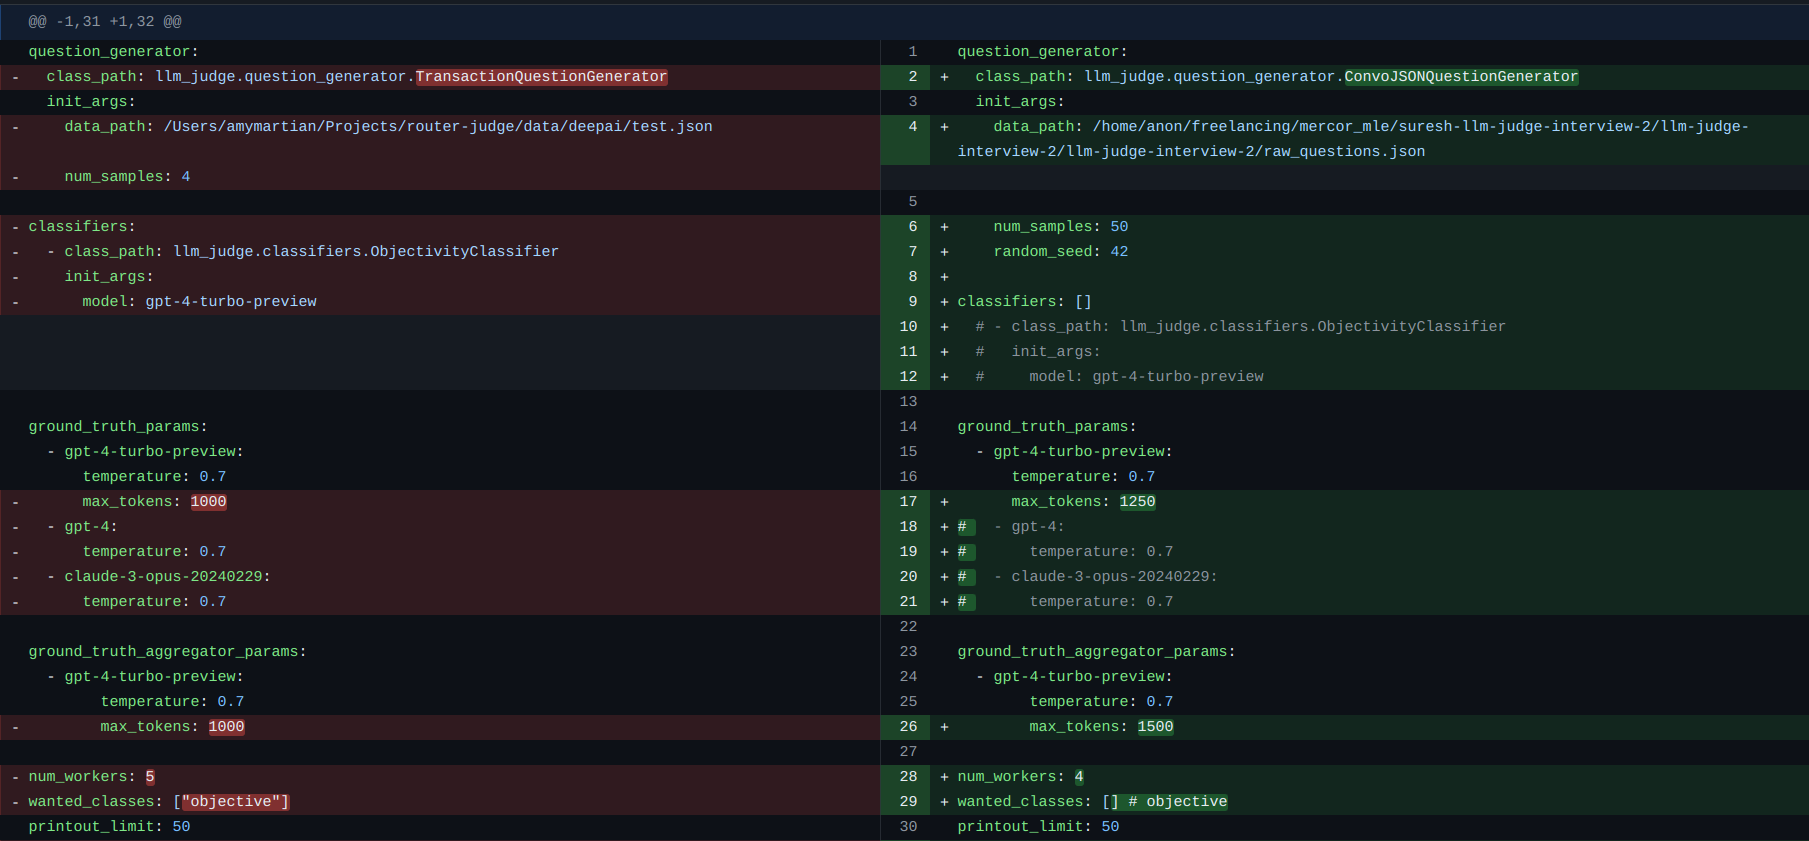 @@ -1,31 +1,32 @@
question_generator:
-   class_path: llm_judge.question_generator.TransactionQuestionGenerator
    init_args:
-     data_path: /Users/amymartian/Projects/router-judge/data/deepai/test.json
-     num_samples: 4
- classifiers:
-   - class_path: llm_judge.classifiers.ObjectivityClassifier
-     init_args:
-       model: gpt-4-turbo-preview
ground_truth_params:
  - gpt-4-turbo-preview:
      temperature: 0.7
-       max_tokens: 1000
-   - gpt-4:
-       temperature: 0.7
-   - claude-3-opus-20240229:
-       temperature: 0.7
ground_truth_aggregator_params:
  - gpt-4-turbo-preview:
        temperature: 0.7
-         max_tokens: 1000
- num_workers: 5
- wanted_classes: ["objective"]
printout_limit: 50
1 question_generator:
2 +   class_path: llm_judge.question_generator.ConvoJSONQuestionGenerator
3   init_args:
4 +     data_path: /home/anon/freelancing/mercor_mle/suresh-llm-judge-interview-2/llm-judge-
interview-2/llm-judge-interview-2/raw_questions.json
5
6 +     num_samples: 50
7 +     random_seed: 42
8 +
9 + classifiers: []
10 +   # - class_path: llm_judge.classifiers.ObjectivityClassifier
11 +   #   init_args:
12 +   #     model: gpt-4-turbo-preview
13
14 ground_truth_params:
15   - gpt-4-turbo-preview:
16       temperature: 0.7
17 +       max_tokens: 1250
18 + #   - gpt-4:
19 + #       temperature: 0.7
20 + #   - claude-3-opus-20240229:
21 + #       temperature: 0.7
22
23 ground_truth_aggregator_params:
24   - gpt-4-turbo-preview:
25         temperature: 0.7
26 +         max_tokens: 1500
27
28 + num_workers: 4
29 + wanted_classes: [] # objective
30 printout_limit: 50